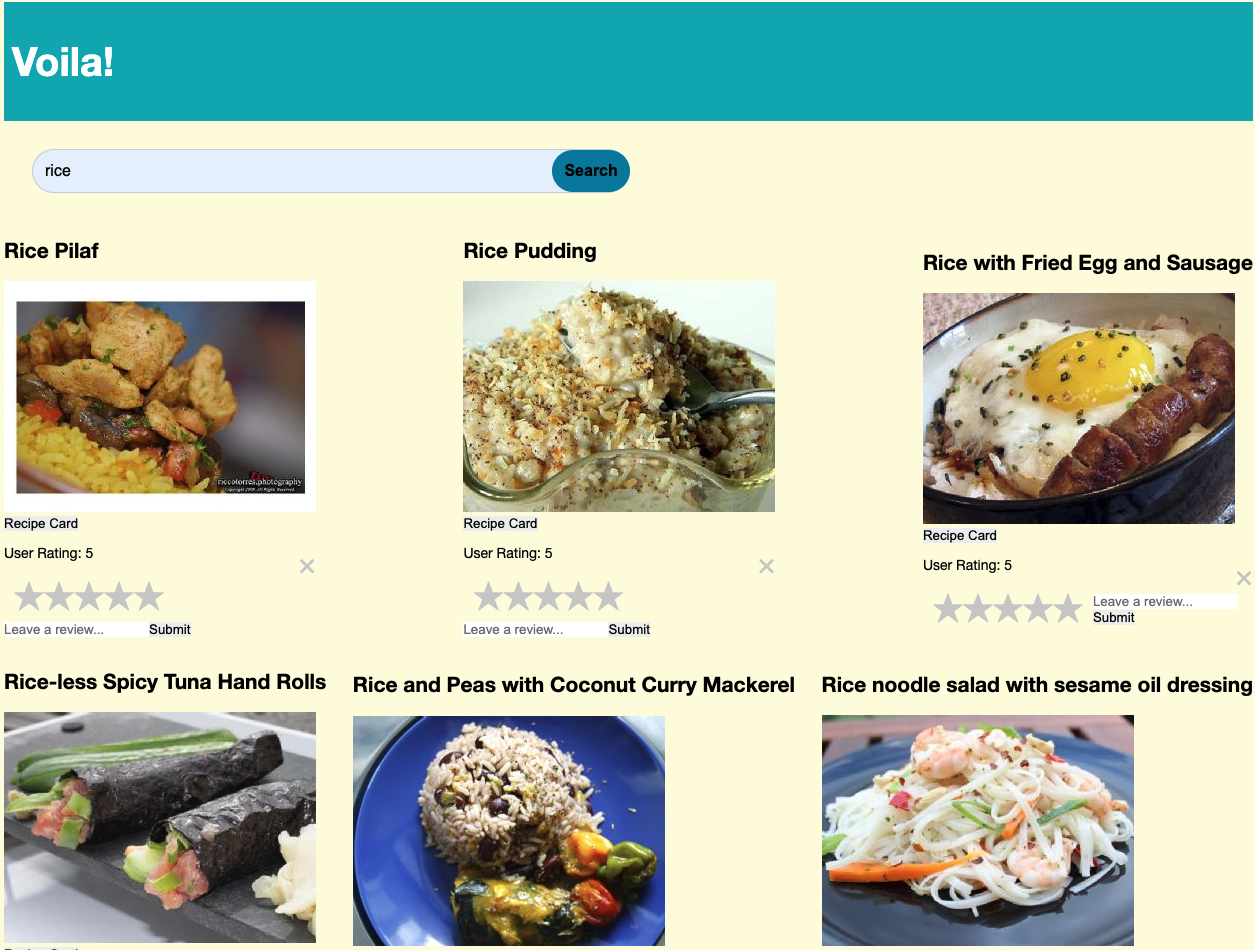 Voila!
rice
Search
Rice Pilaf
Rice Pudding
Rice with Fried Egg and Sausage
riccotorres.photography
Recipe Card
User Rating: 5
Leave a review...
Submit
Recipe Card
User Rating: 5
Leave a review...
Submit
Recipe Card
User Rating: 5
Leave a review...
Submit
Rice-less Spicy Tuna Hand Rolls
Rice and Peas with Coconut Curry Mackerel
Rice noodle salad with sesame oil dressing